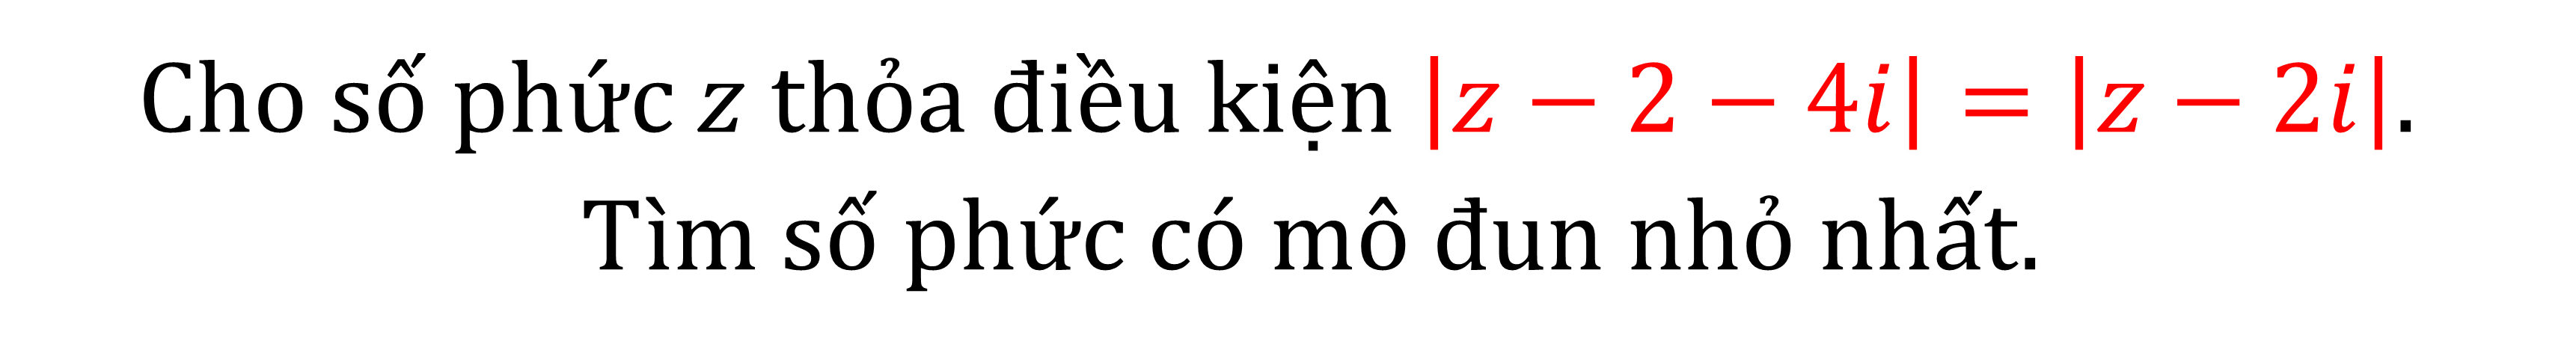 Cho số phức z thỏa điều kiện |z − 2 − 4i| = |z − 2i|.
Tìm số phức có mô đun nhỏ nhất.